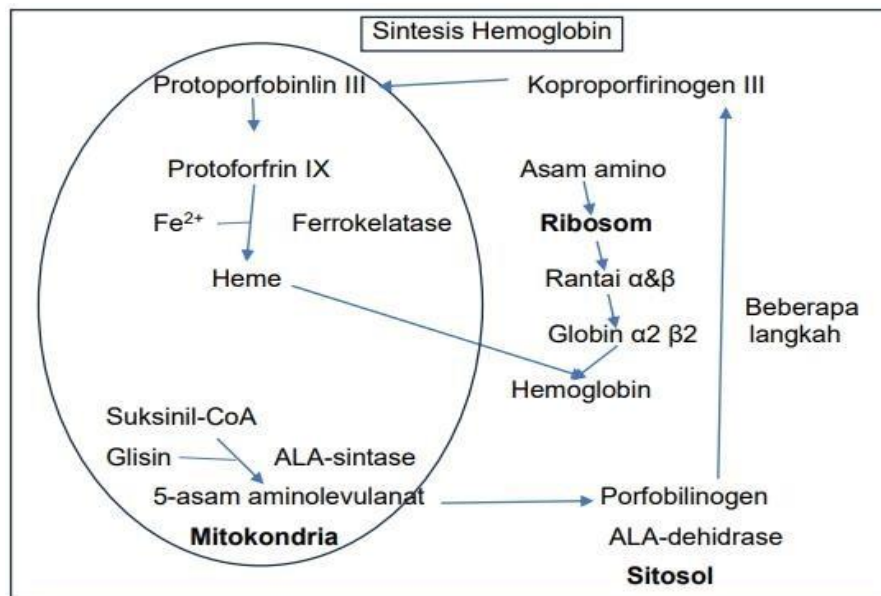 Sintesis Hemoglobin
Protoporfobinlin III
Koproporfirinogen III
Protoforfrin IX
Asam amino
Fe²⁺
Ferrokelatase
Ribosom
Heme
Rantai α&β
Beberapa
langkah
Globin α2 β2
Hemoglobin
Suksinil-CoA
Glisin
ALA-sintase
5-asam aminolevulanat
Porfobilinogen
Mitokondria
ALA-dehidrase
Sitosol